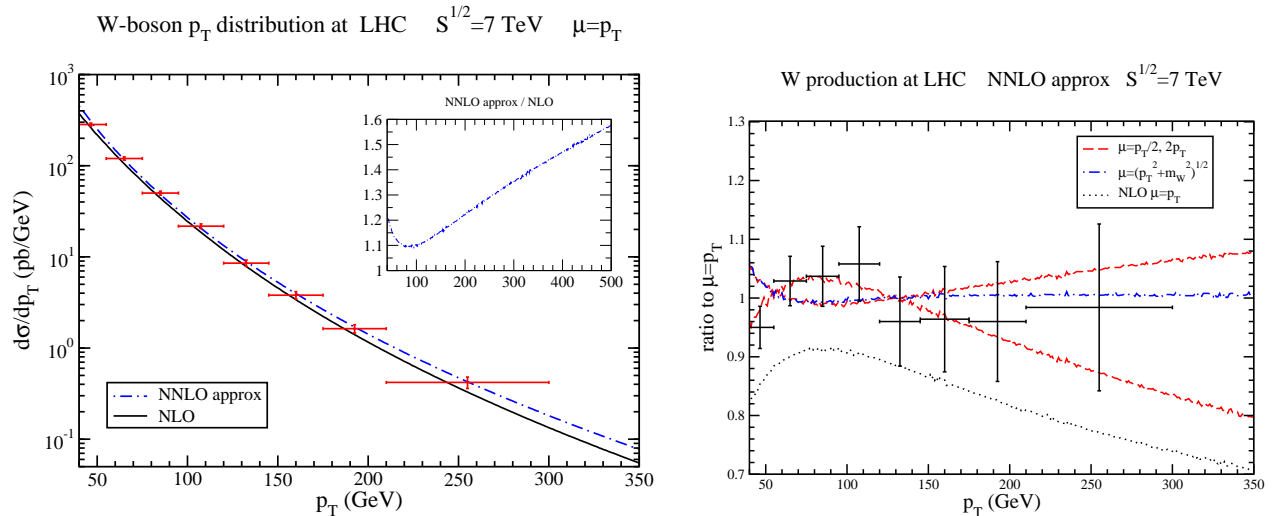 W-boson p_T distribution at LHC S^1/2=7 TeV μ=p_T
10^3
10^2
10^1
10^0
10^-1
dσ/dp_T (pb/GeV)
NNLO approx / NLO
1.6
1.5
1.4
1.3
1.2
1.1
1
100 200 300 400 500
NNLO approx
NLO
50 100 150 200 250 300 350
p_T (GeV)
W production at LHC NNLO approx S^1/2=7 TeV
1.3
1.2
1.1
1
0.9
0.8
0.7
ratio to μ=p_T
μ=p_T/2, 2p_T
μ=(p_T^2+m_W^2)^1/2
NLO μ=p_T
50 100 150 200 250 300 350
p_T (GeV)